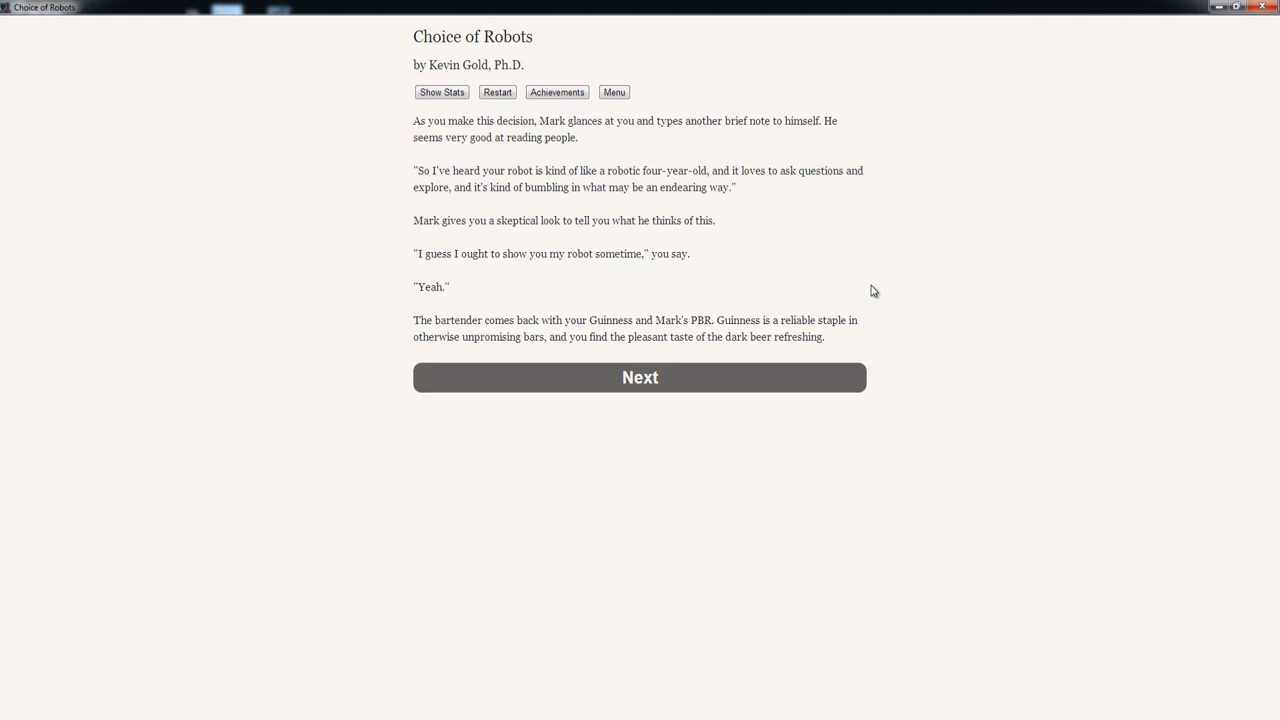 Choice of Robots
Choice of Robots
by Kevin Gold, Ph.D.
Show Stats Restart Achievements Menu
As you make this decision, Mark glances at you and types another brief note to himself. He
seems very good at reading people.
"So I've heard your robot is kind of like a robotic four-year-old, and it loves to ask questions and
explore, and it's kind of bumbling in what may be an endearing way."
Mark gives you a skeptical look to tell you what he thinks of this.
"I guess I ought to show you my robot sometime," you say.
"Yeah."
The bartender comes back with your Guinness and Mark's PBR. Guinness is a reliable staple in
otherwise unpromising bars, and you find the pleasant taste of the dark beer refreshing.
Next